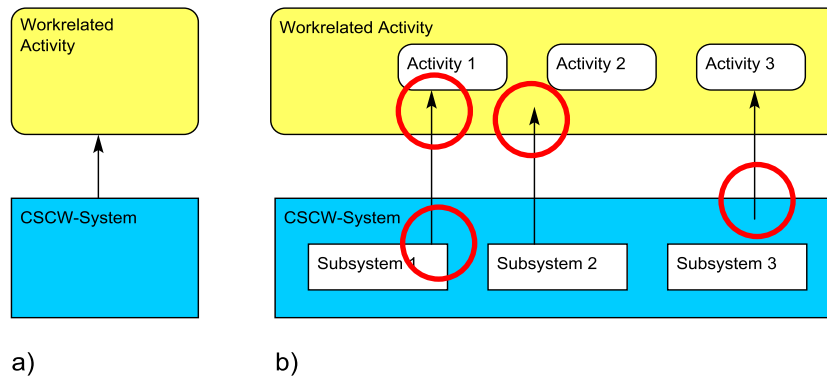 Workrelated
Activity
CSCW-System
a)
Workrelated Activity
Activity 1
Activity 2
Activity 3
CSCW-System
Subsystem 1
Subsystem 2
Subsystem 3
b)